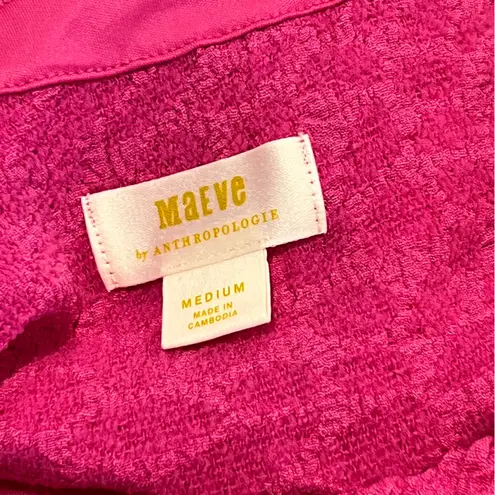 MaEVe
by ANTHROPOLOGIE
MEDIUM
MADE IN
CAMBODIA